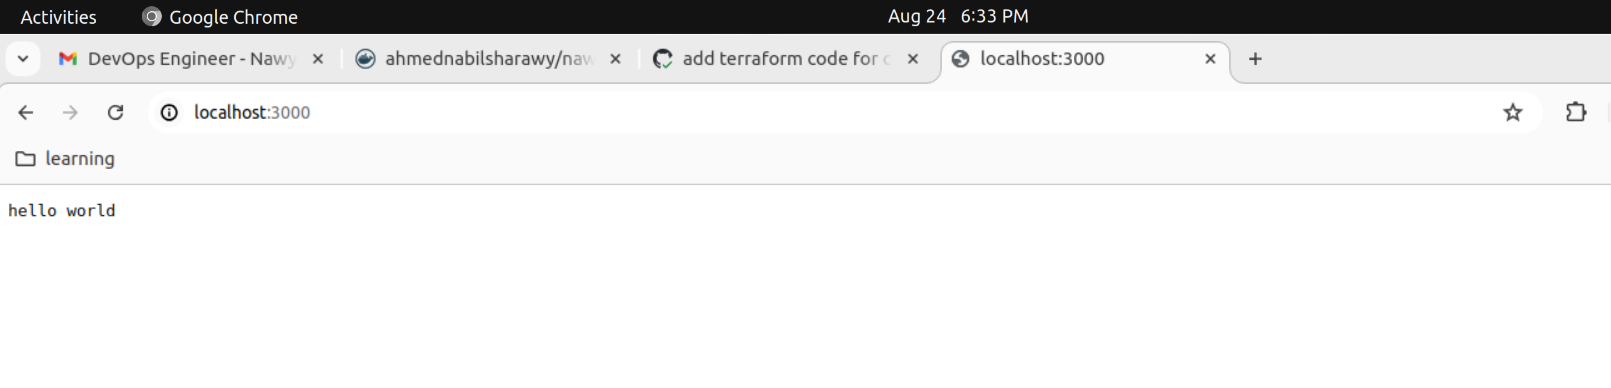 Activities Google Chrome Aug 24 6:33 PM
DevOps Engineer - Nawy ahmednabilsharawy/naw add terraform code for c localhost:3000
localhost:3000
learning
hello world